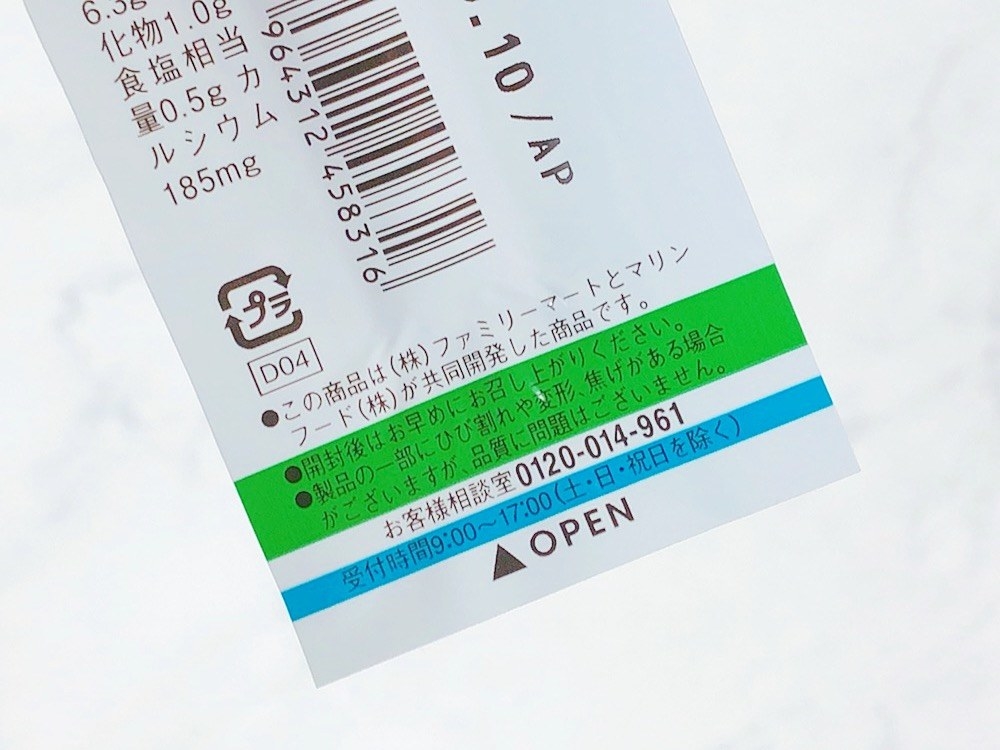 6.3g
化物1.0g
食塩相当
量0.5g カ
ルシウム
185mg
964312 458316
.10/AP
プラ
D04
●この商品は(株)ファミリーマートとマリン
フード(株)が共同開発した商品です。
●開封後はお早めにお召し上がりください。
●製品の一部にひび割れや変形、焦げがある場合
がございますが、品質に問題はございません。
お客様相談室0120-014-961
受付時間9:00〜17:00(土・日・祝日を除く)
▲OPEN